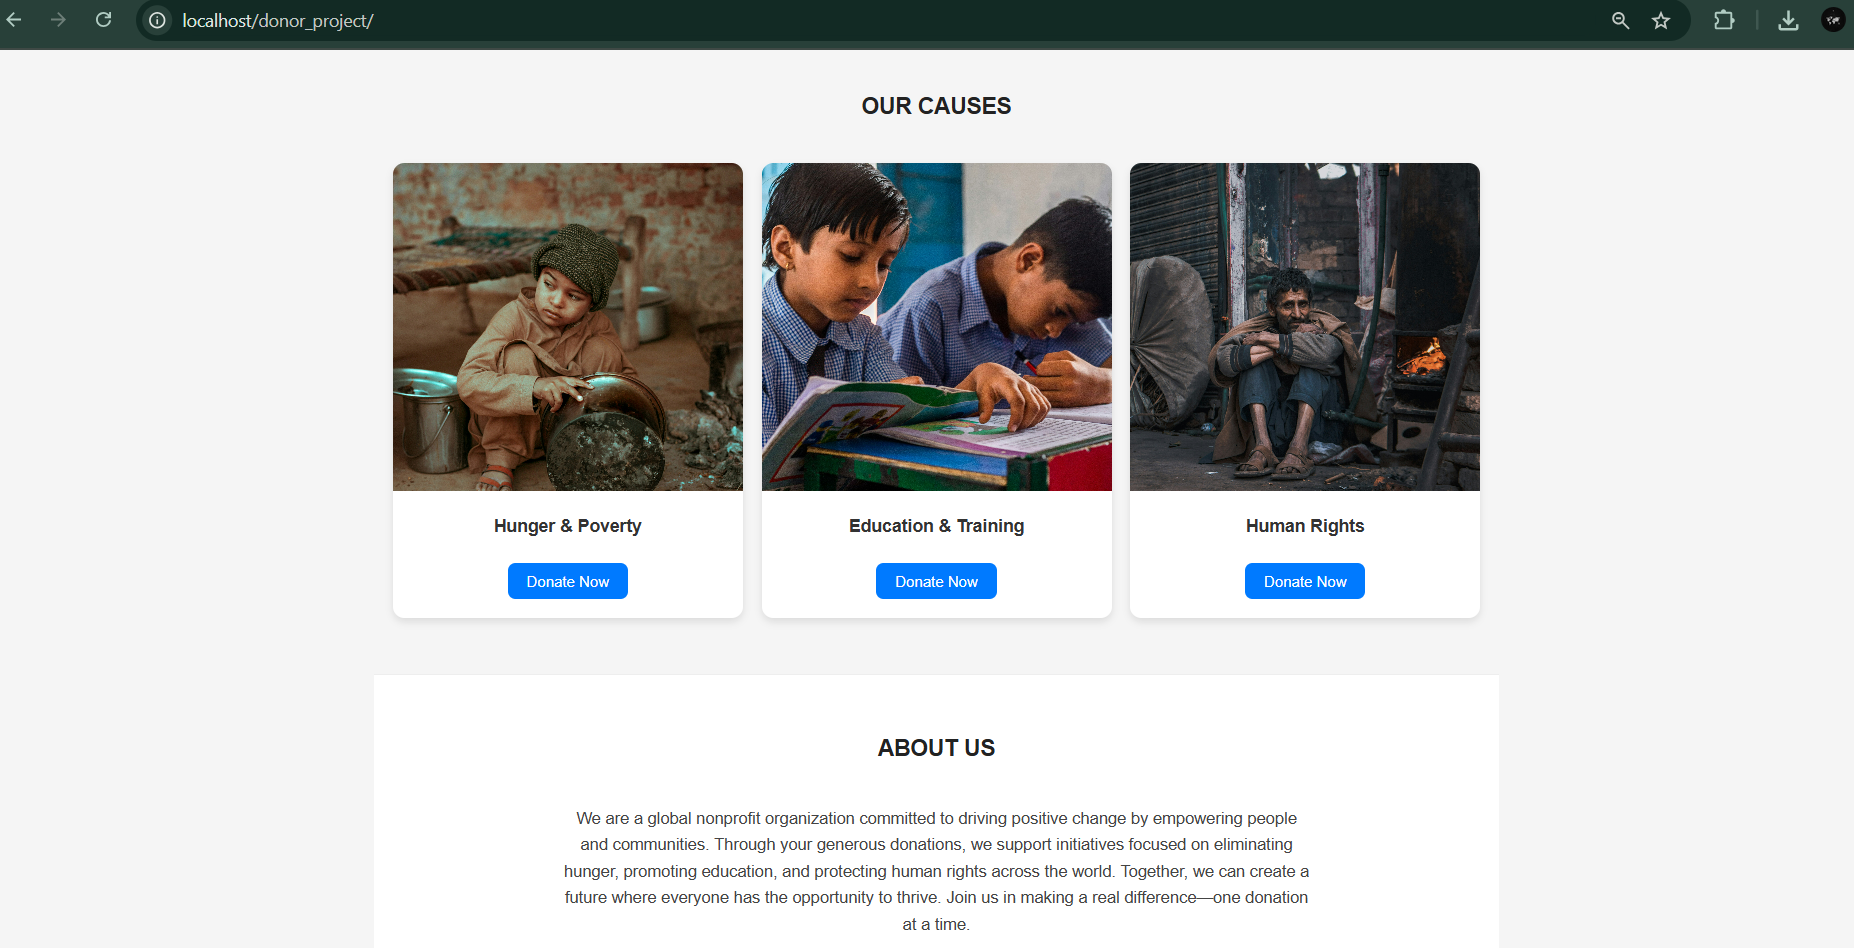 localhost/donor_project/
OUR CAUSES
Hunger & Poverty
Education & Training
Human Rights
Donate Now
Donate Now
Donate Now
ABOUT US
We are a global nonprofit organization committed to driving positive change by empowering people
and communities. Through your generous donations, we support initiatives focused on eliminating
hunger, promoting education, and protecting human rights across the world. Together, we can create a
future where everyone has the opportunity to thrive. Join us in making a real difference—one donation
at a time.